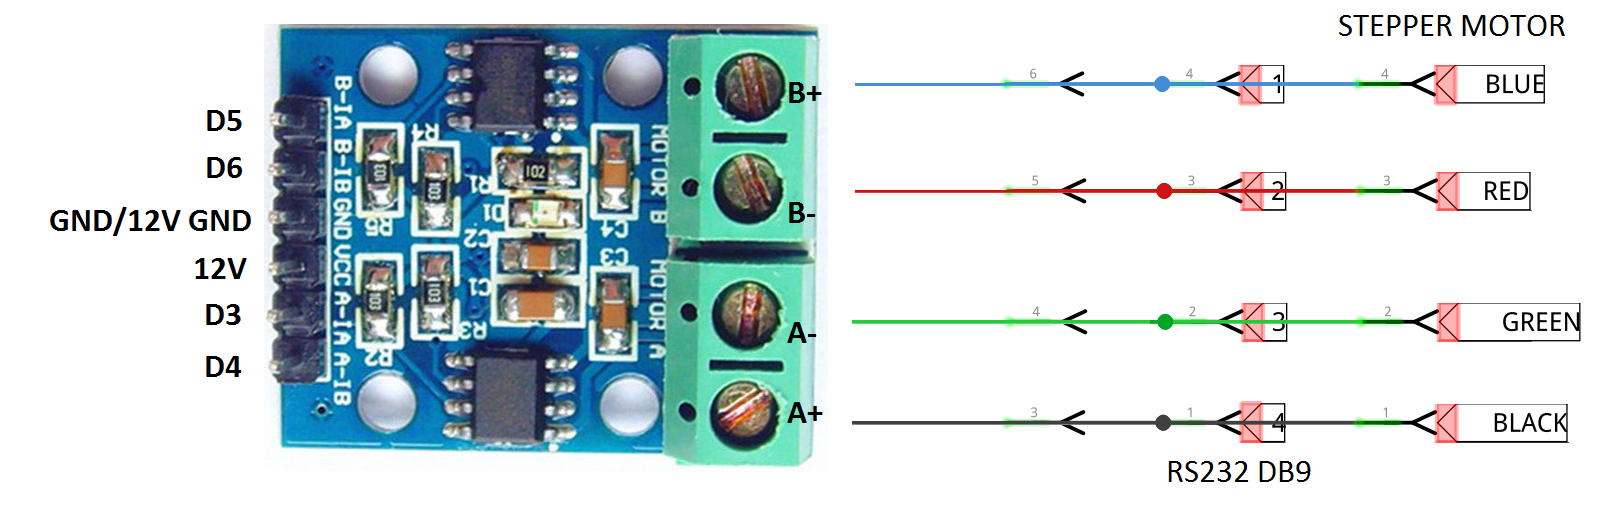 STEPPER MOTOR
D5
D6
GND/12V GND
12V
D3
D4
B-IA B-IB GND VCC A-IA A-IB
R4
R5
103
103
R1
102
D1
C2
C1
C4
C3
103
103
R3
R2
MOTOR B
MOTOR A
B+
B-
A-
A+
6 4 1 4 BLUE
5 3 2 3 RED
4 2 3 2 GREEN
3 1 4 1 BLACK
RS232 DB9